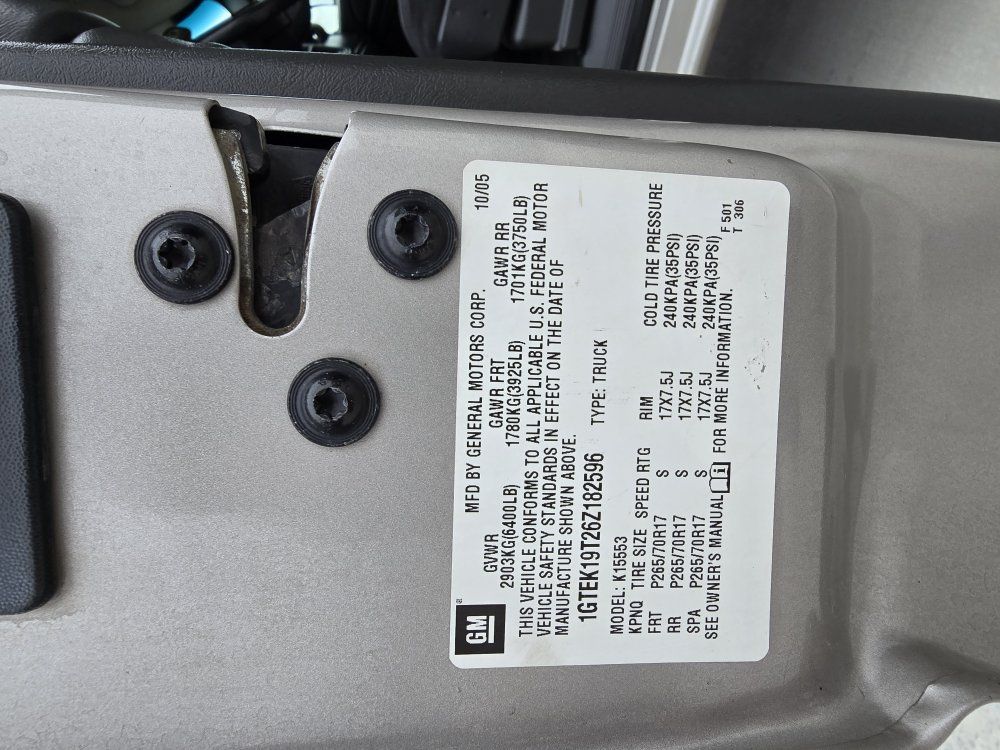 GM ®
MFD BY GENERAL MOTORS CORP. 10/05
GVWR GAWR FRT GAWR RR
2903KG(6400LB) 1780KG(3925LB) 1701KG(3750LB)
THIS VEHICLE CONFORMS TO ALL APPLICABLE U.S. FEDERAL MOTOR
VEHICLE SAFETY STANDARDS IN EFFECT ON THE DATE OF
MANUFACTURE SHOWN ABOVE.
1GTEK19T26Z182596 TYPE: TRUCK
MODEL: K15553
KPNQ TIRE SIZE SPEED RTG RIM COLD TIRE PRESSURE
FRT P265/70R17 S 17X7.5J 240KPA(35PSI)
RR P265/70R17 S 17X7.5J 240KPA(35PSI)
SPA P265/70R17 S 17X7.5J 240KPA(35PSI)
SEE OWNER'S MANUAL i FOR MORE INFORMATION.
F 501
T 306